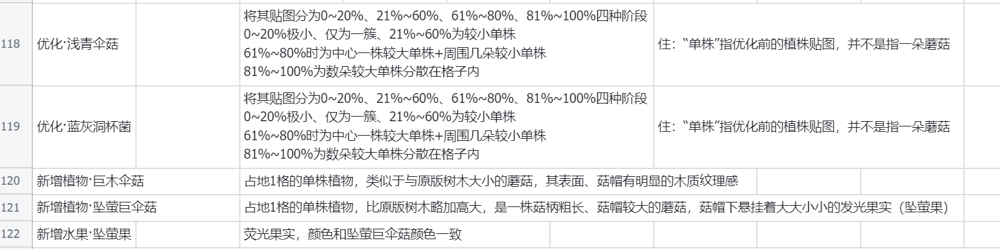 118
优化·浅青伞菇
将其贴图分为0~20%、21%~60%、61%~80%、81%~100%四种阶段
0~20%极小、仅为一簇、21%~60%为较小单株
61%~80%时为中心一株较大单株+周围几朵较小单株
81%~100%为数朵较大单株分散在格子内
住：“单株”指优化前的植株贴图，并不是指一朵蘑菇
119
优化·蓝灰洞杯菌
将其贴图分为0~20%、21%~60%、61%~80%、81%~100%四种阶段
0~20%极小、仅为一簇、21%~60%为较小单株
61%~80%时为中心一株较大单株+周围几朵较小单株
81%~100%为数朵较大单株分散在格子内
住：“单株”指优化前的植株贴图，并不是指一朵蘑菇
120
新增植物·巨木伞菇
占地1格的单株植物，类似于与原版树木大小的蘑菇，其表面、菇帽有明显的木质纹理感
121
新增植物·坠萤巨伞菇
占地1格的单株植物，比原版树木略加高大，是一株菇柄粗长、菇帽较大的蘑菇，菇帽下悬挂着大大小小的发光果实（坠萤果）
122
新增水果·坠萤果
荧光果实，颜色和坠萤巨伞菇颜色一致